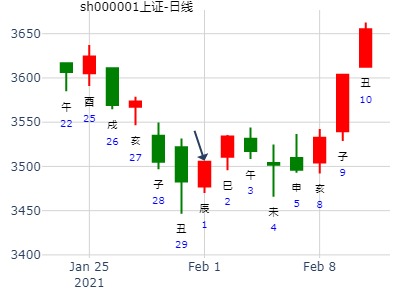 sh000001上证-日线
3650
3600
3550
3500
3450
3400
午
22
酉
25
戌
26
亥
27
子
28
丑
29
辰
1
巳
2
午
3
未
4
申
5
亥
8
子
9
丑
10
Jan 25
2021
Feb 1
Feb 8